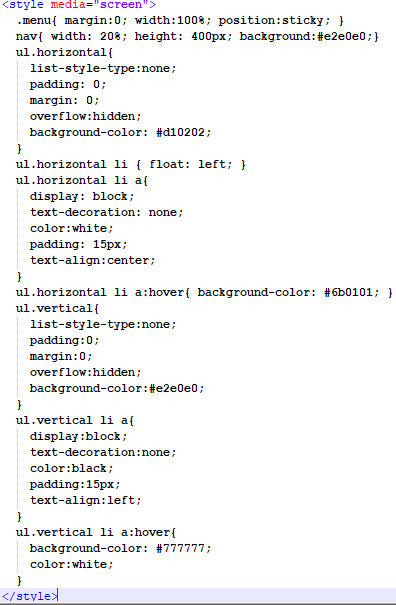 <style media="screen">
.menu{ margin:0; width:100%; position:sticky; }
nav{ width: 20%; height: 400px; background:#e2e0e0;}
ul.horizontal{
list-style-type:none;
padding: 0;
margin: 0;
overflow:hidden;
background-color: #d10202;
}
ul.horizontal li { float: left; }
ul.horizontal li a{
display: block;
text-decoration: none;
color:white;
padding: 15px;
text-align:center;
}
ul.horizontal li a:hover{ background-color: #6b0101; }
ul.vertical{
list-style-type:none;
padding:0;
margin:0;
overflow:hidden;
background-color:#e2e0e0;
}
ul.vertical li a{
display:block;
text-decoration:none;
color:black;
padding:15px;
text-align:left;
}
ul.vertical li a:hover{
background-color: #777777;
color:white;
}
</style>